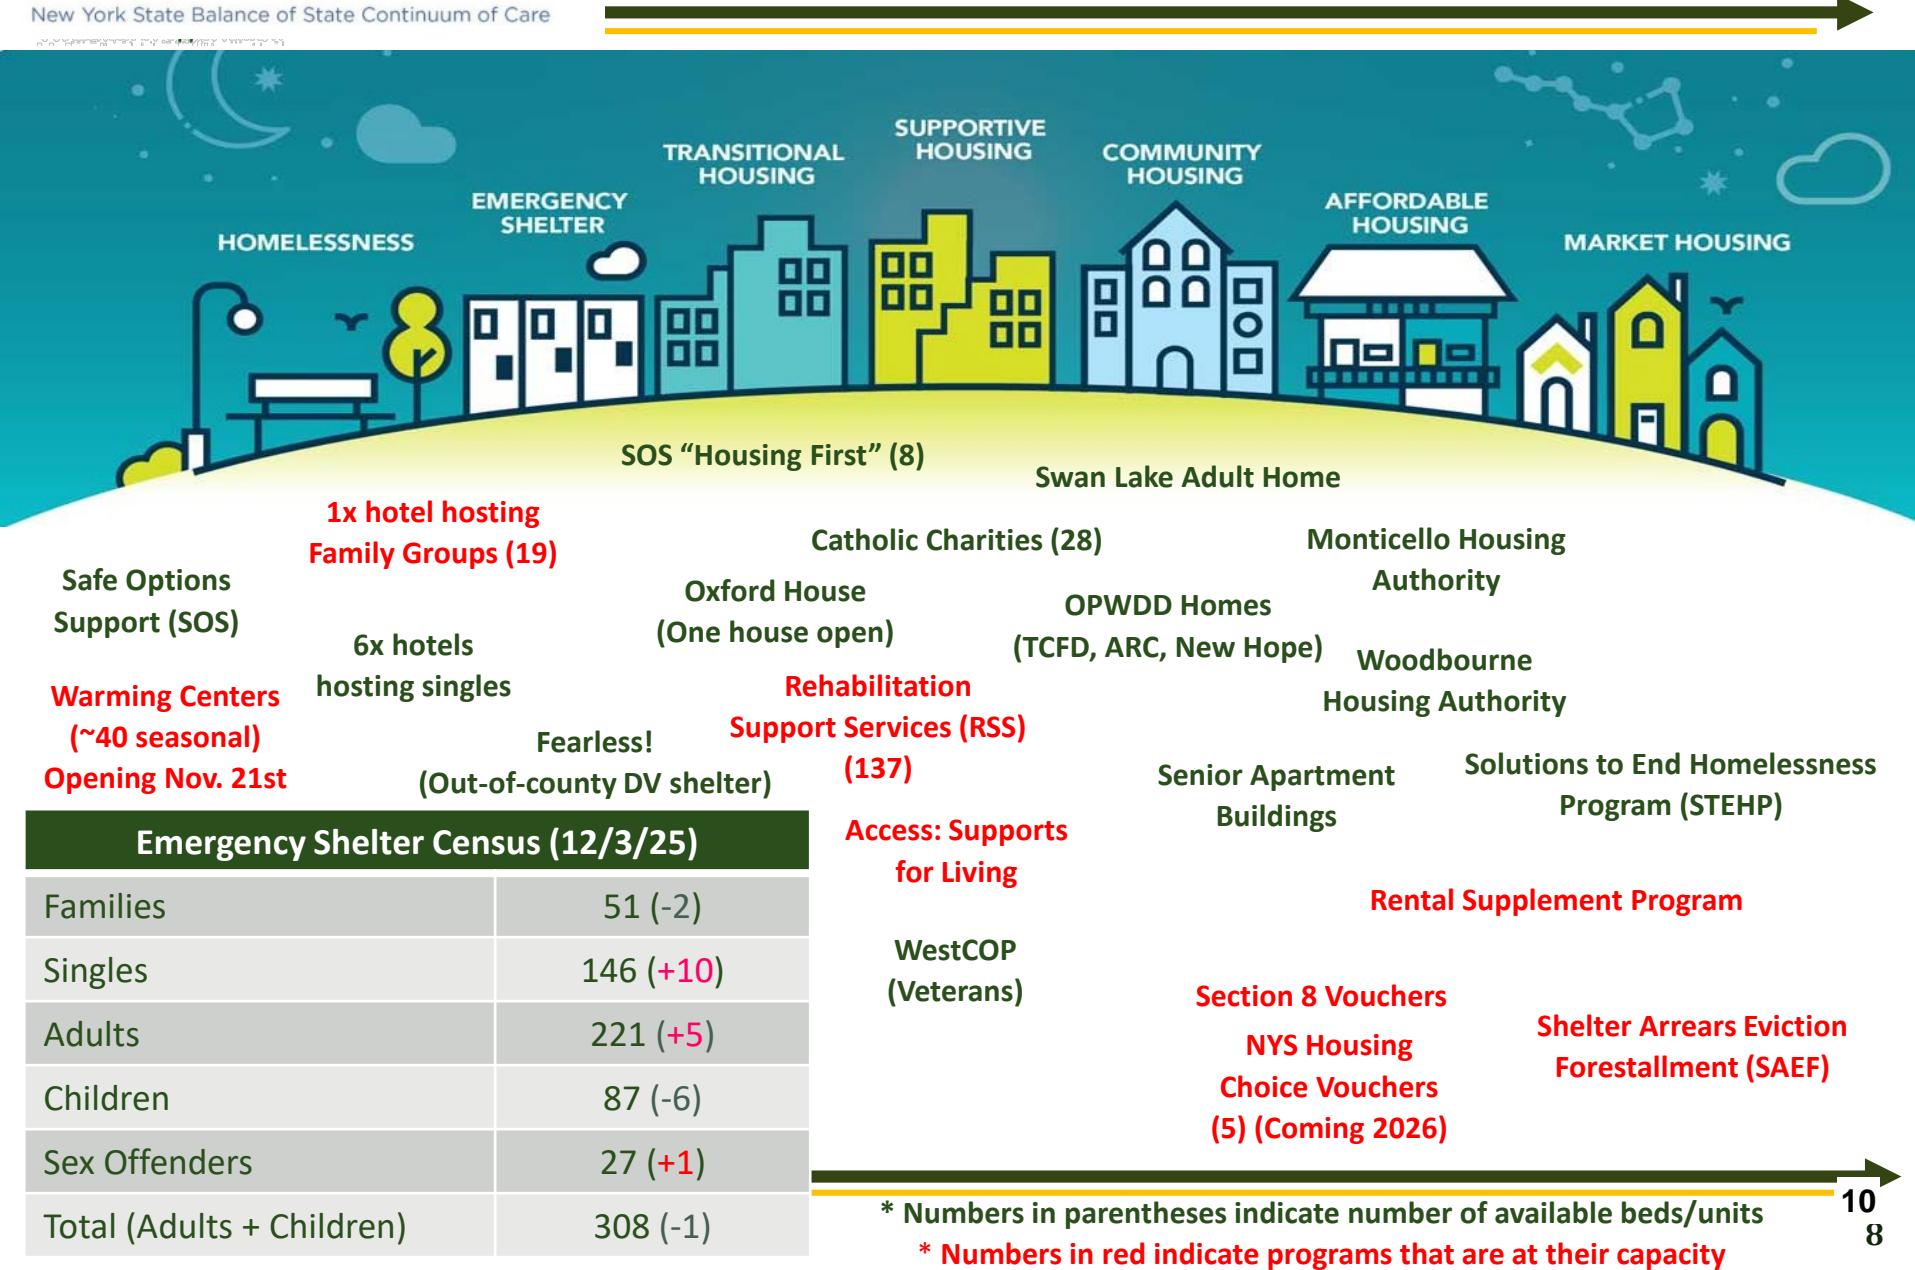 New York State Balance of State Continuum of Care
HOMELESSNESS
EMERGENCY
SHELTER
TRANSITIONAL
HOUSING
SUPPORTIVE
HOUSING
COMMUNITY
HOUSING
AFFORDABLE
HOUSING
MARKET HOUSING
SOS “Housing First” (8)
Swan Lake Adult Home
1x hotel hosting
Family Groups (19)
Catholic Charities (28)
Monticello Housing
Authority
Safe Options
Support (SOS)
Oxford House
(One house open)
OPWDD Homes
(TCFD, ARC, New Hope)
6x hotels
hosting singles
Woodbourne
Housing Authority
Warming Centers
(~40 seasonal)
Opening Nov. 21st
Rehabilitation
Support Services (RSS)
(137)
Fearless!
(Out-of-county DV shelter)
Senior Apartment
Buildings
Solutions to End Homelessness
Program (STEHP)
Access: Supports
for Living
Rental Supplement Program
WestCOP
(Veterans)
Section 8 Vouchers
NYS Housing
Choice Vouchers
(5) (Coming 2026)
Shelter Arrears Eviction
Forestallment (SAEF)
Emergency Shelter Census (12/3/25)
Families 51 (-2)
Singles 146 (+10)
Adults 221 (+5)
Children 87 (-6)
Sex Offenders 27 (+1)
Total (Adults + Children) 308 (-1)
* Numbers in parentheses indicate number of available beds/units
* Numbers in red indicate programs that are at their capacity
10
8